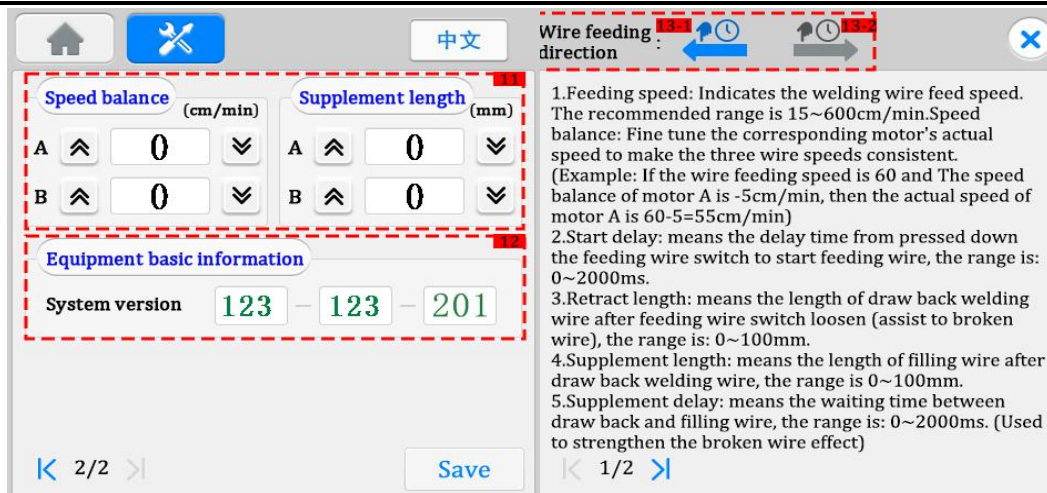 中文
11
Speed balance
(cm/min)
Supplement length
(mm)
A 0
A 0
B 0
B 0
12
Equipment basic information
System version 123 – 123 – 201
2/2
Save
Wire feeding
direction :
13-1
13-2
1.Feeding speed: Indicates the welding wire feed speed.
The recommended range is 15~600cm/min.Speed
balance: Fine tune the corresponding motor's actual
speed to make the three wire speeds consistent.
(Example: If the wire feeding speed is 60 and The speed
balance of motor A is -5cm/min, then the actual speed of
motor A is 60-5=55cm/min)
2.Start delay: means the delay time from pressed down
the feeding wire switch to start feeding wire, the range is:
0~2000ms.
3.Retract length: means the length of draw back welding
wire after feeding wire switch loosen (assist to broken
wire), the range is: 0~100mm.
4.Supplement length: means the length of filling wire after
draw back welding wire, the range is 0~100mm.
5.Supplement delay: means the waiting time between
draw back and filling wire, the range is: 0~2000ms. (Used
to strengthen the broken wire effect)
1/2